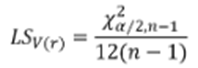 LS_{V(r)} = \frac{\chi^2_{\alpha/2,n-1}}{12(n-1)}